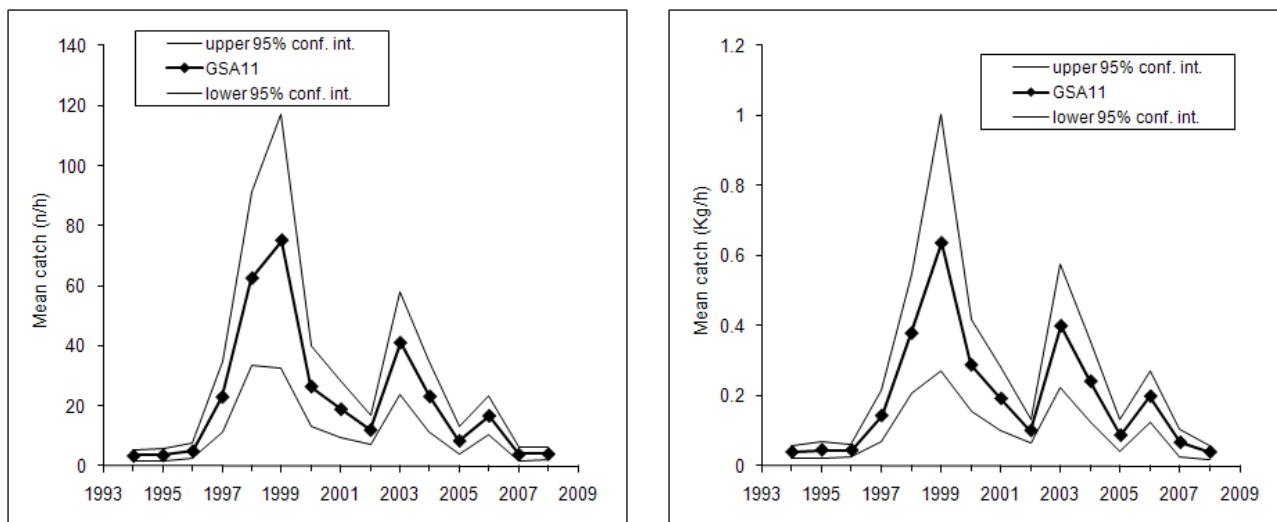 140
120
100
80
60
40
20
0
Mean catch (n/h)
upper 95% conf. int.
GSA11
lower 95% conf. int.
1993 1995 1997 1999 2001 2003 2005 2007 2009
1.2
1
0.8
0.6
0.4
0.2
0
Mean catch (Kg/h)
upper 95% conf. int.
GSA11
lower 95% conf. int.
1993 1995 1997 1999 2001 2003 2005 2007 2009